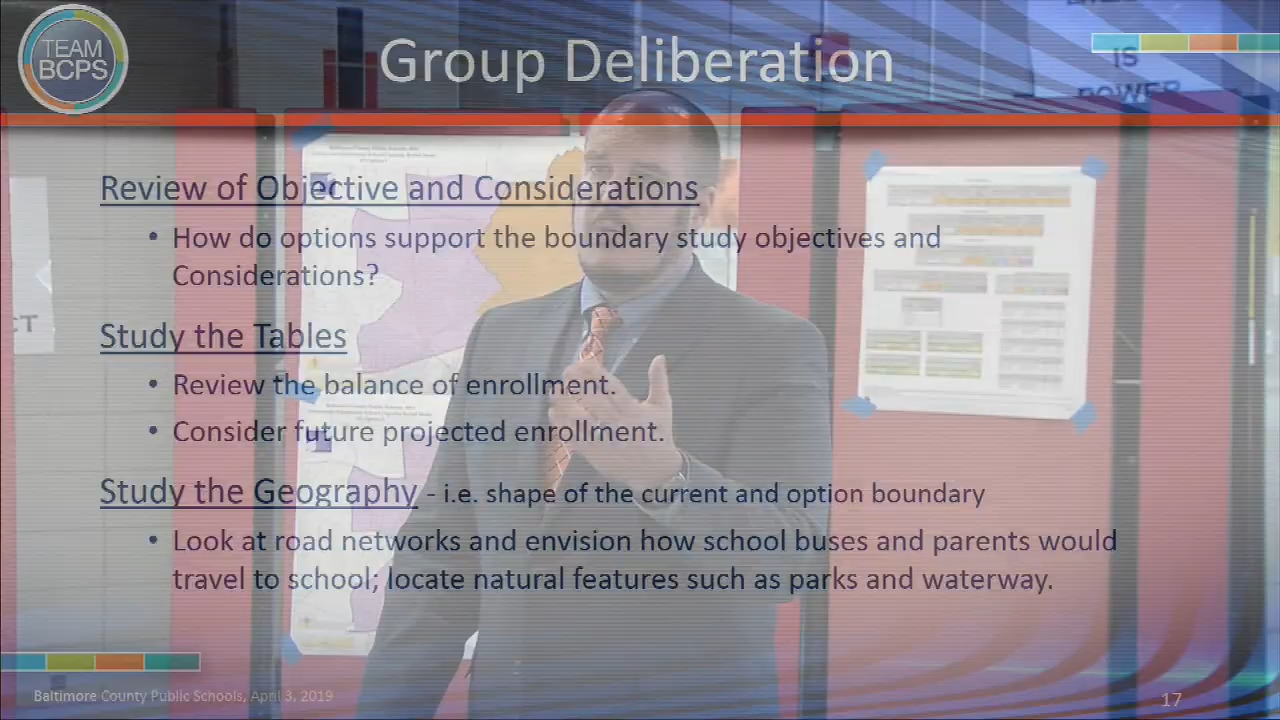 TEAM
BCPS
Group Deliberation
IS
POWER
Review of Objective and Considerations
• How do options support the boundary study objectives and
Considerations?
CT
Study the Tables
• Review the balance of enrollment.
• Consider future projected enrollment.
Study the Geography - i.e. shape of the current and option boundary
• Look at road networks and envision how school buses and parents would
travel to school; locate natural features such as parks and waterway.
Baltimore County Public Schools, April 3, 2019
17